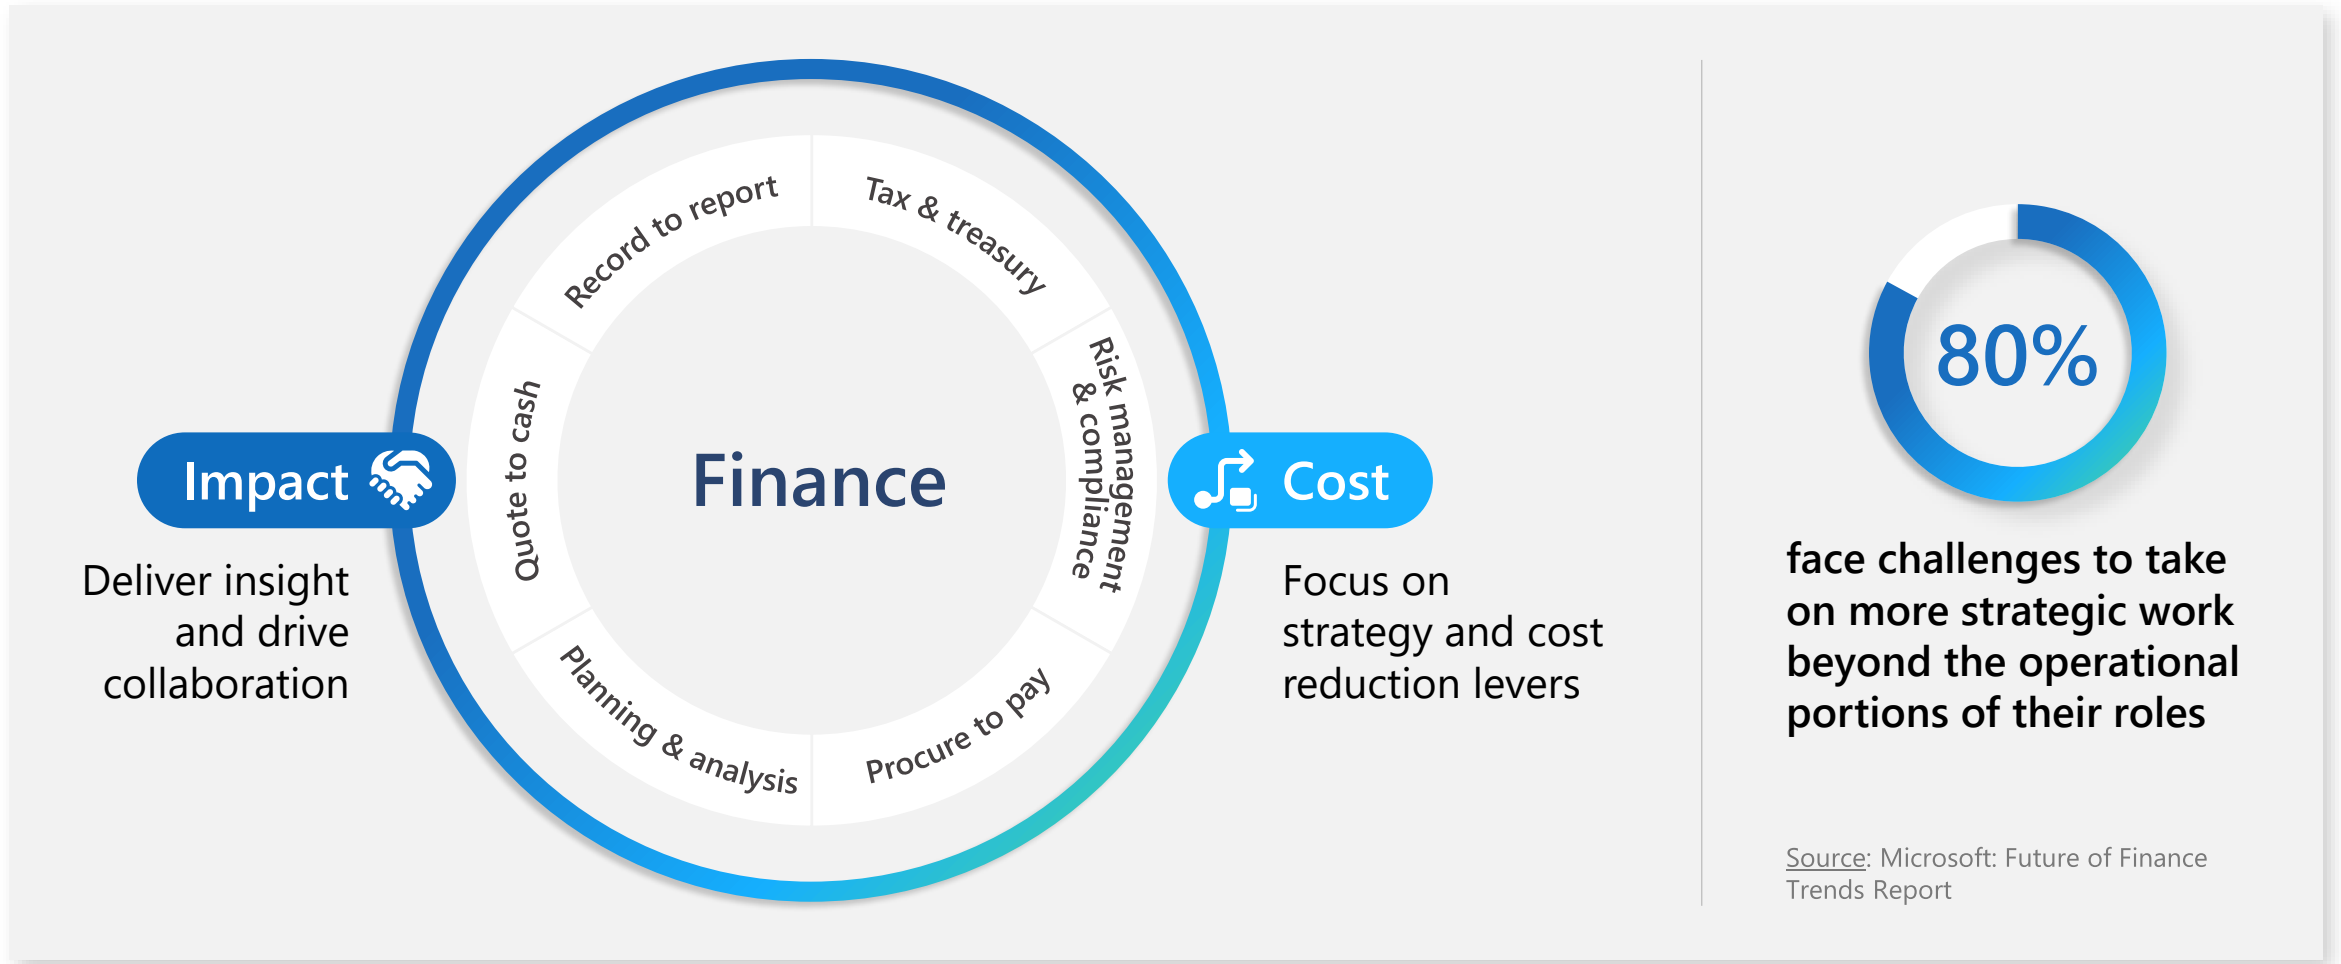 Record to report
Tax & treasury
Risk management
& compliance
Procure to pay
Planning & analysis
Quote to cash
Finance
Impact
Deliver insight
and drive
collaboration
Cost
Focus on
strategy and cost
reduction levers
80%
face challenges to take
on more strategic work
beyond the operational
portions of their roles
Source: Microsoft: Future of Finance
Trends Report